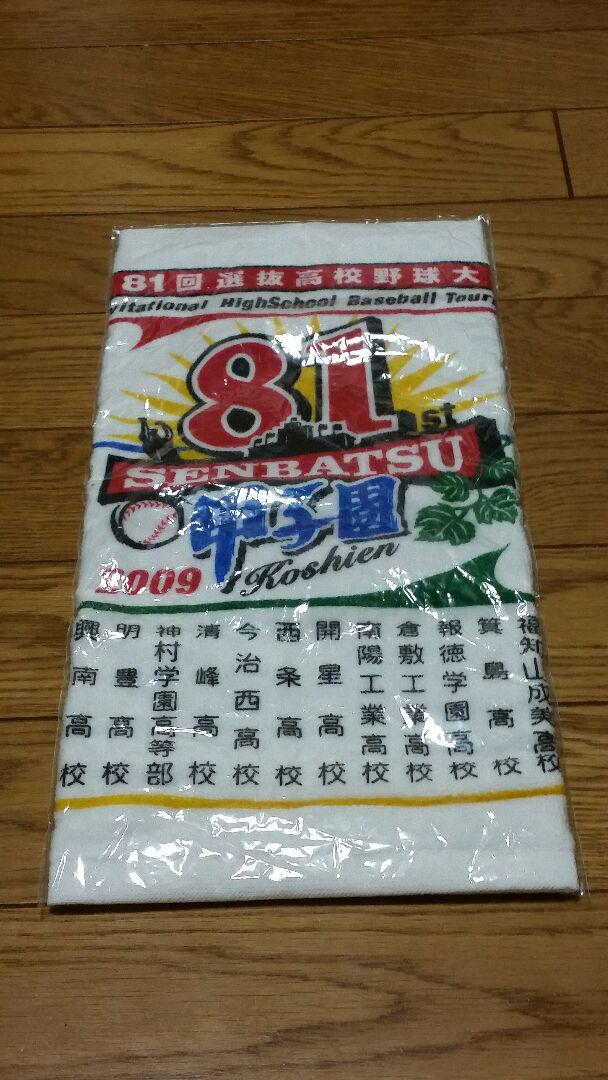 81回選抜高校野球大
vitational HighSchool Baseball Tour
81st
SENBATSU
甲子園
2009 Koshien
福知山成美高校
箕島高校
報徳学園高校
倉敷工業高校
南陽工業高校
開星高校
西条高校
今治西高校
清峰高校
神村学園高等部
明豊高校
興南高校